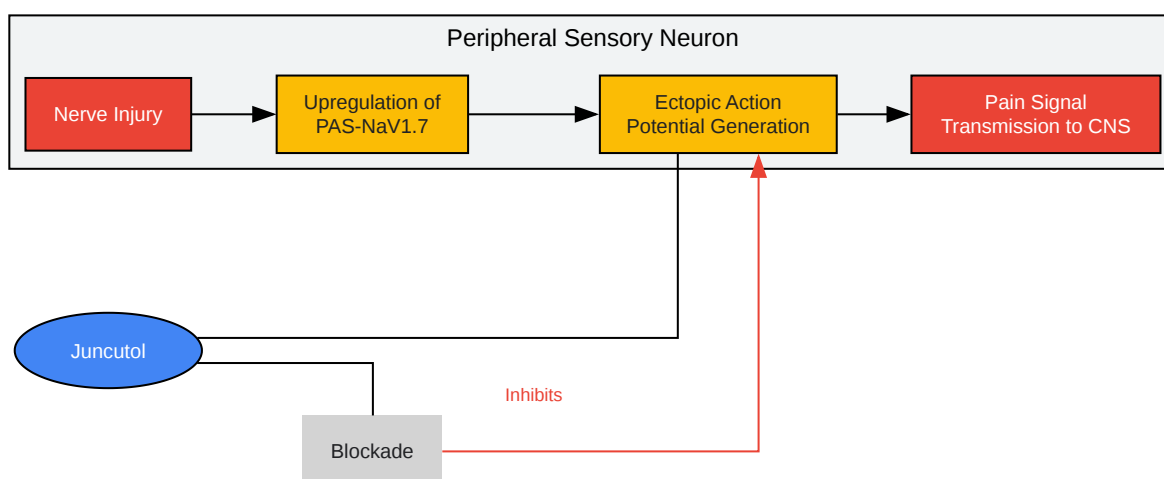 Peripheral Sensory Neuron
Nerve Injury
Upregulation of
PAS-NaV1.7
Ectopic Action
Potential Generation
Pain Signal
Transmission to CNS
Juncutol
Inhibits
Blockade